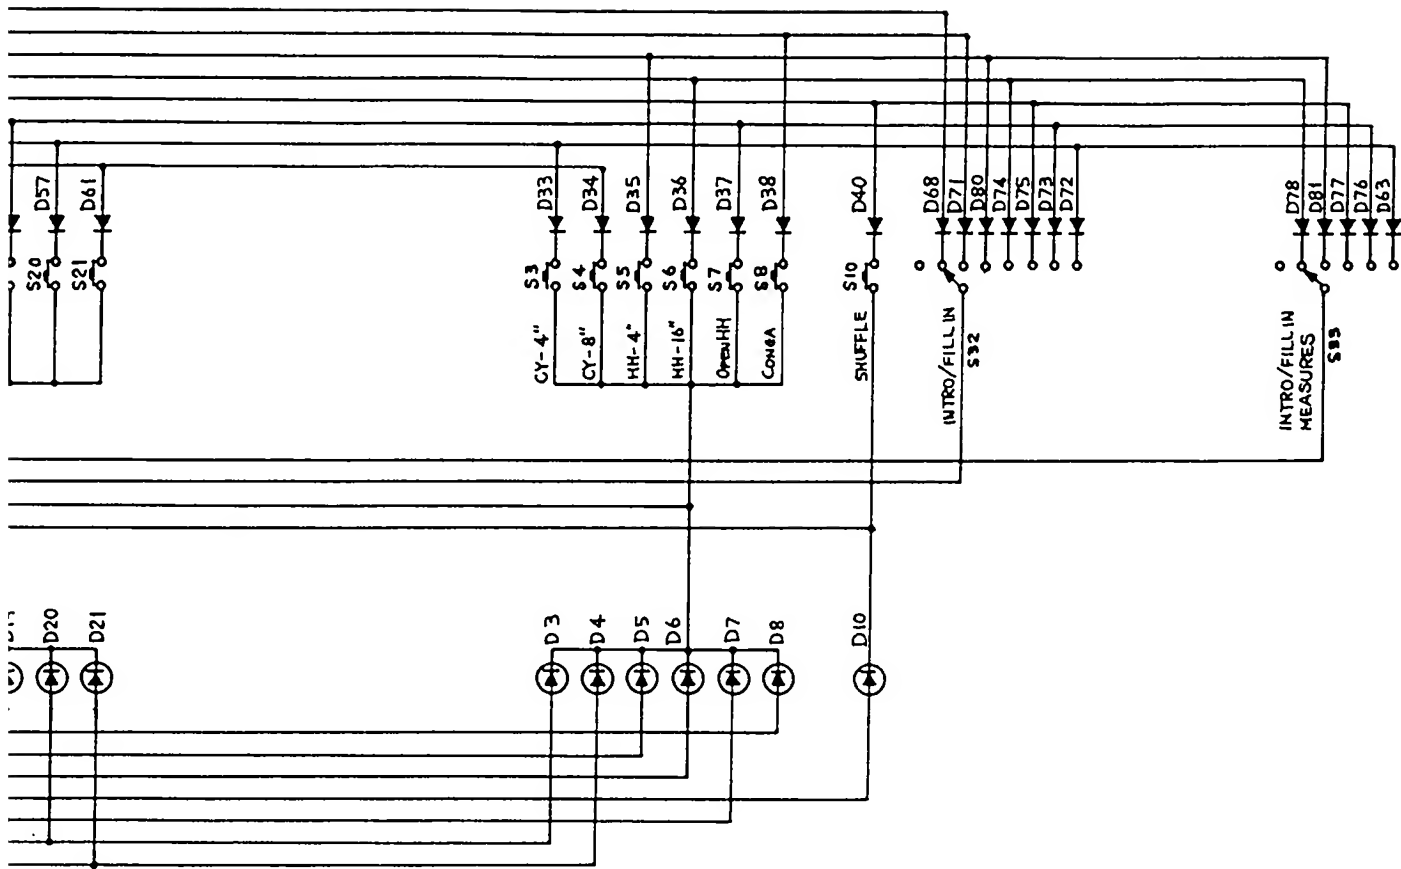 D57
D61
D33
D34
D35
D36
D37
D38
D40
D68
D71
D80
D74
D75
D73
D72
D78
D81
D77
D76
D63
S20
S21
S3
S4
S5
S6
S7
S8
S10
CY-4"
CY-8"
HH-4"
HH-16"
OPEN HH
CONGA
SHUFFLE
INTRO/FILL IN
S32
INTRO/FILL IN
MEASURES
S33
D20
D21
D3
D4
D5
D6
D7
D8
D10